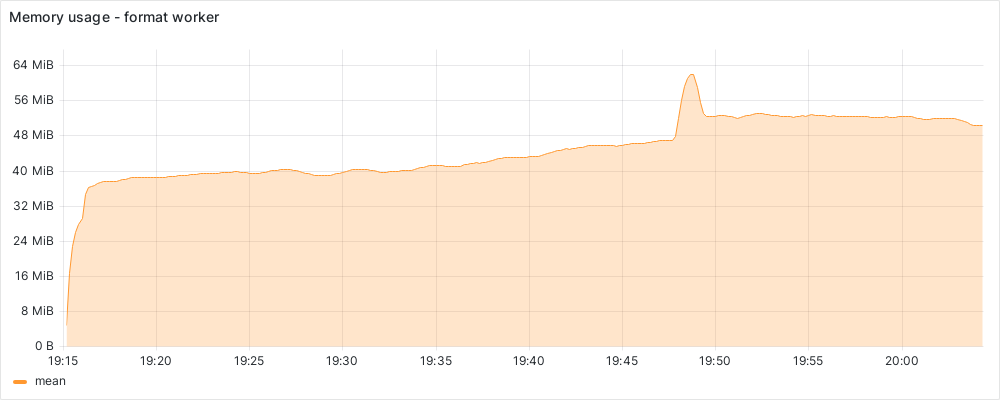 Memory usage - format worker
64 MiB
56 MiB
48 MiB
40 MiB
32 MiB
24 MiB
16 MiB
8 MiB
0 B
19:15 19:20 19:25 19:30 19:35 19:40 19:45 19:50 19:55 20:00
mean